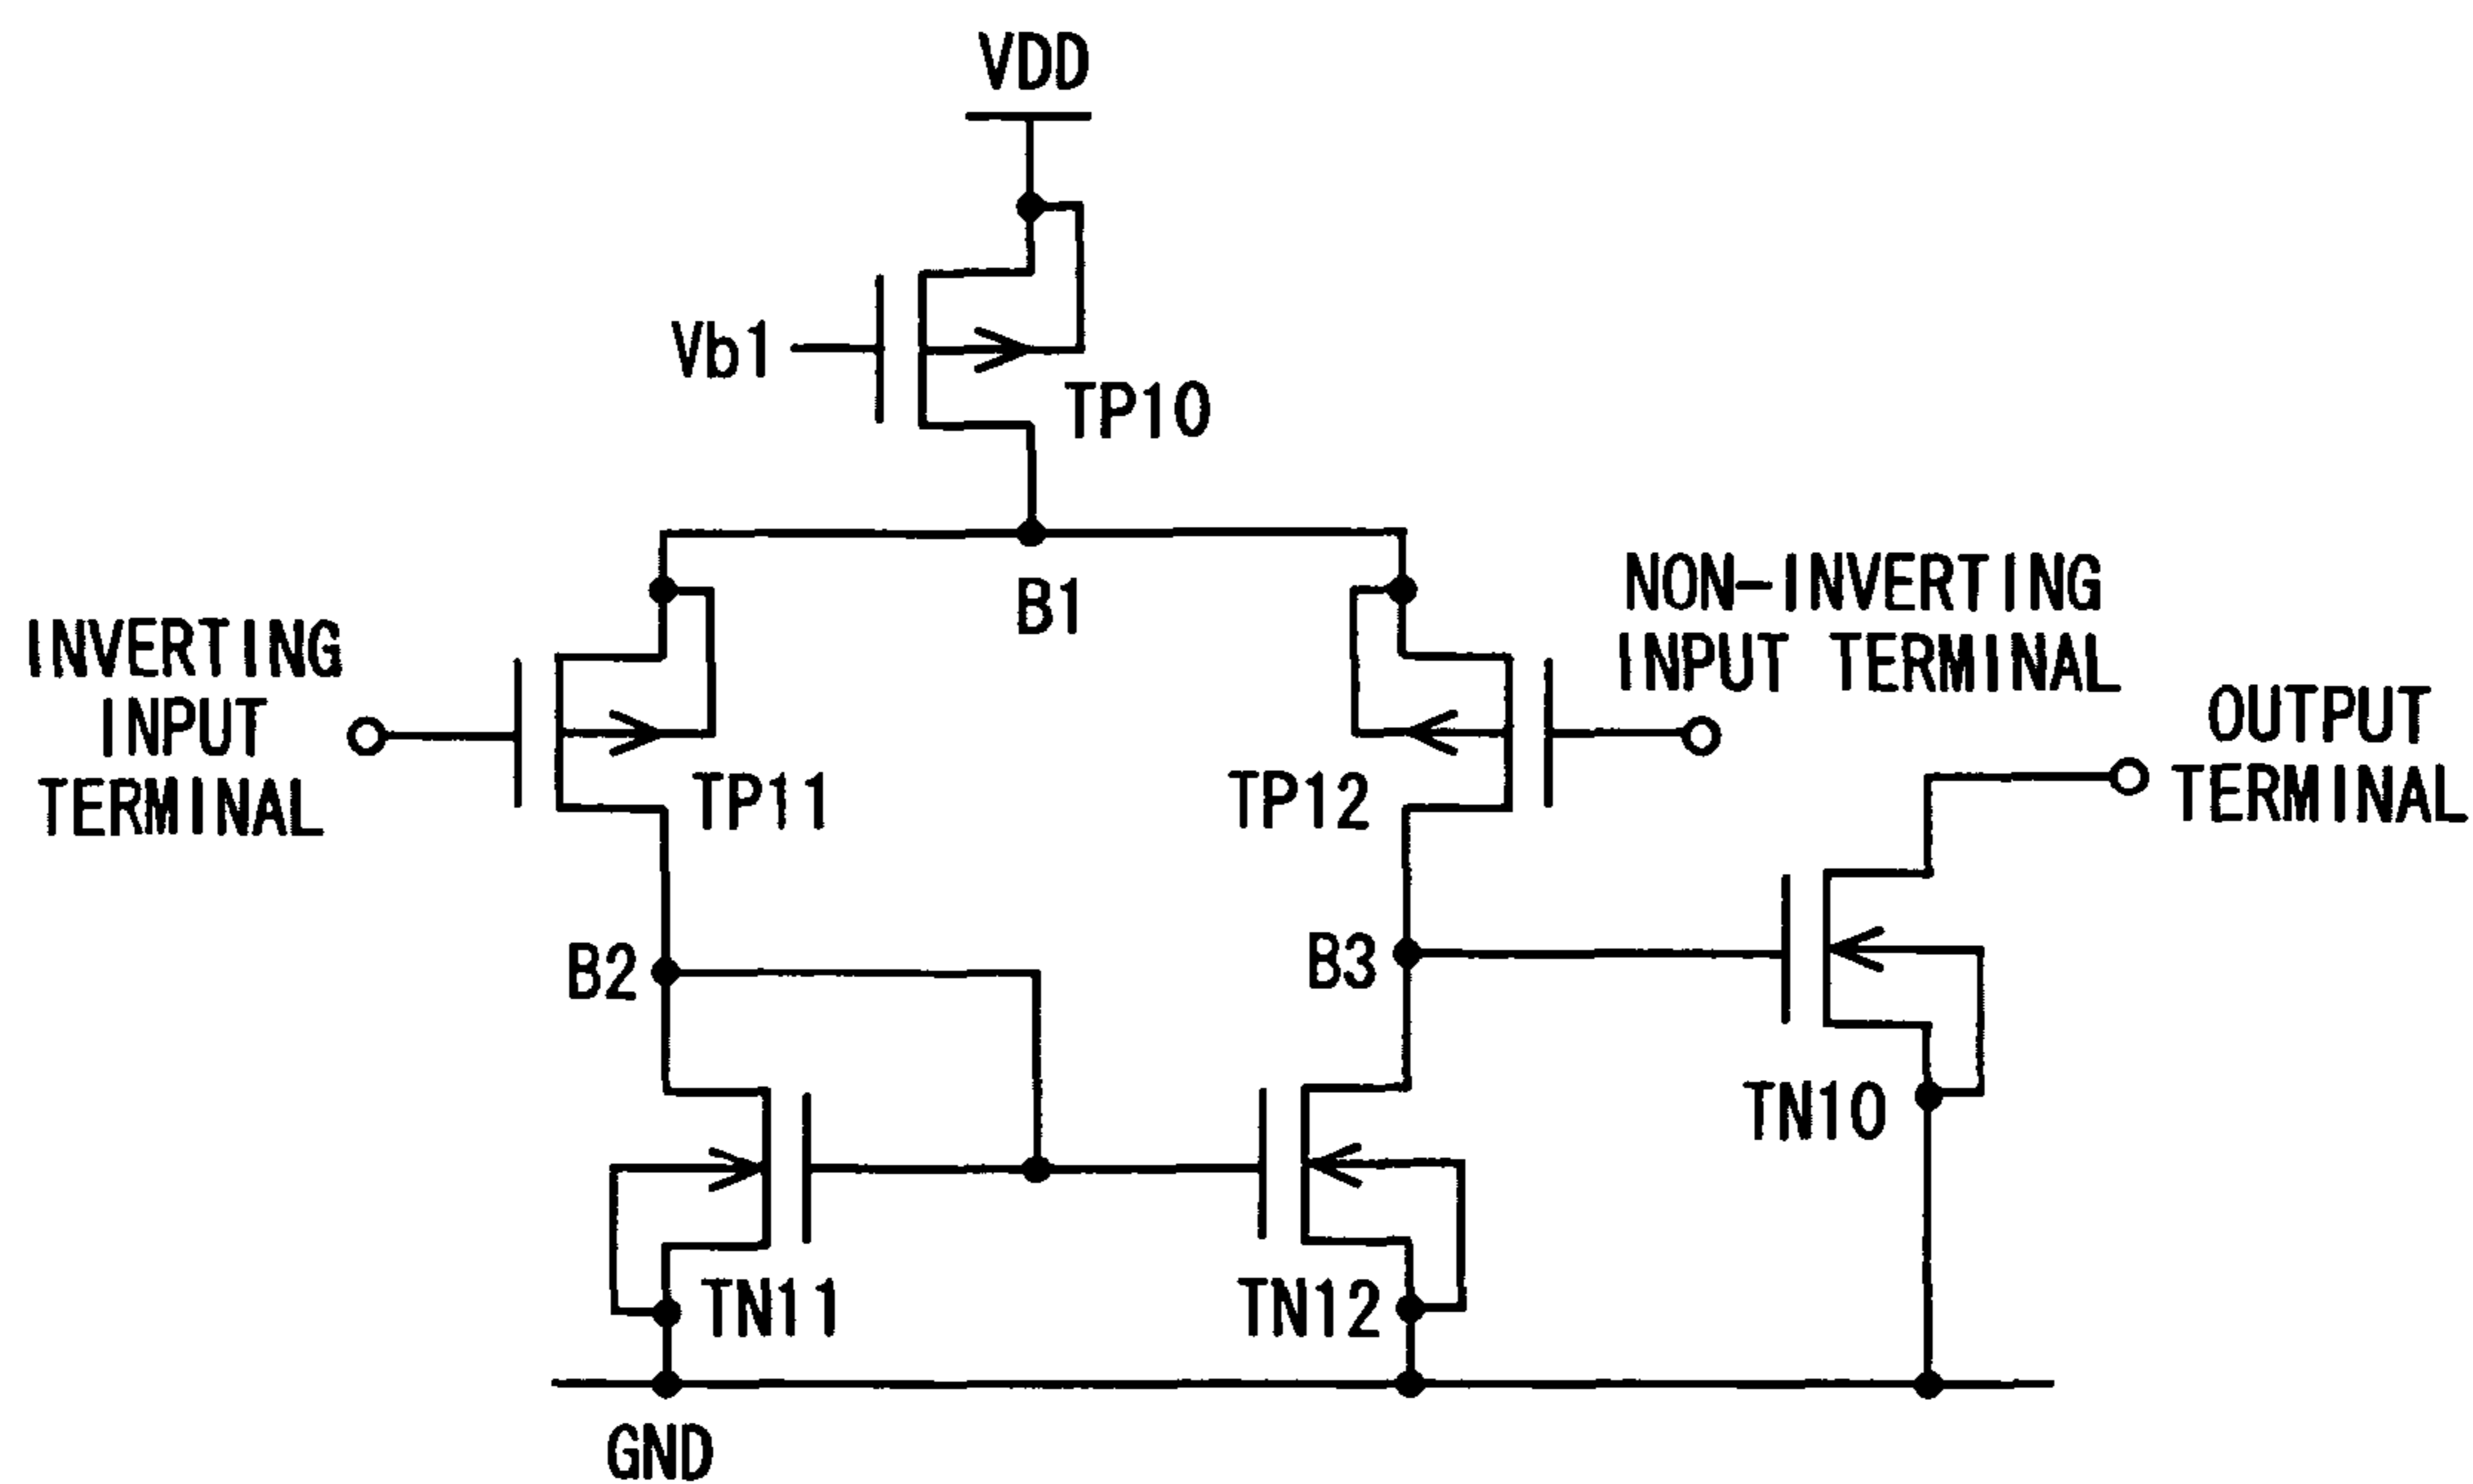 VDD
Vb1
TP10
B1
INVERTING
INPUT
TERMINAL
NON-INVERTING
INPUT TERMINAL
OUTPUT
TERMINAL
TP11
TP12
B2
B3
TN10
TN11
TN12
GND